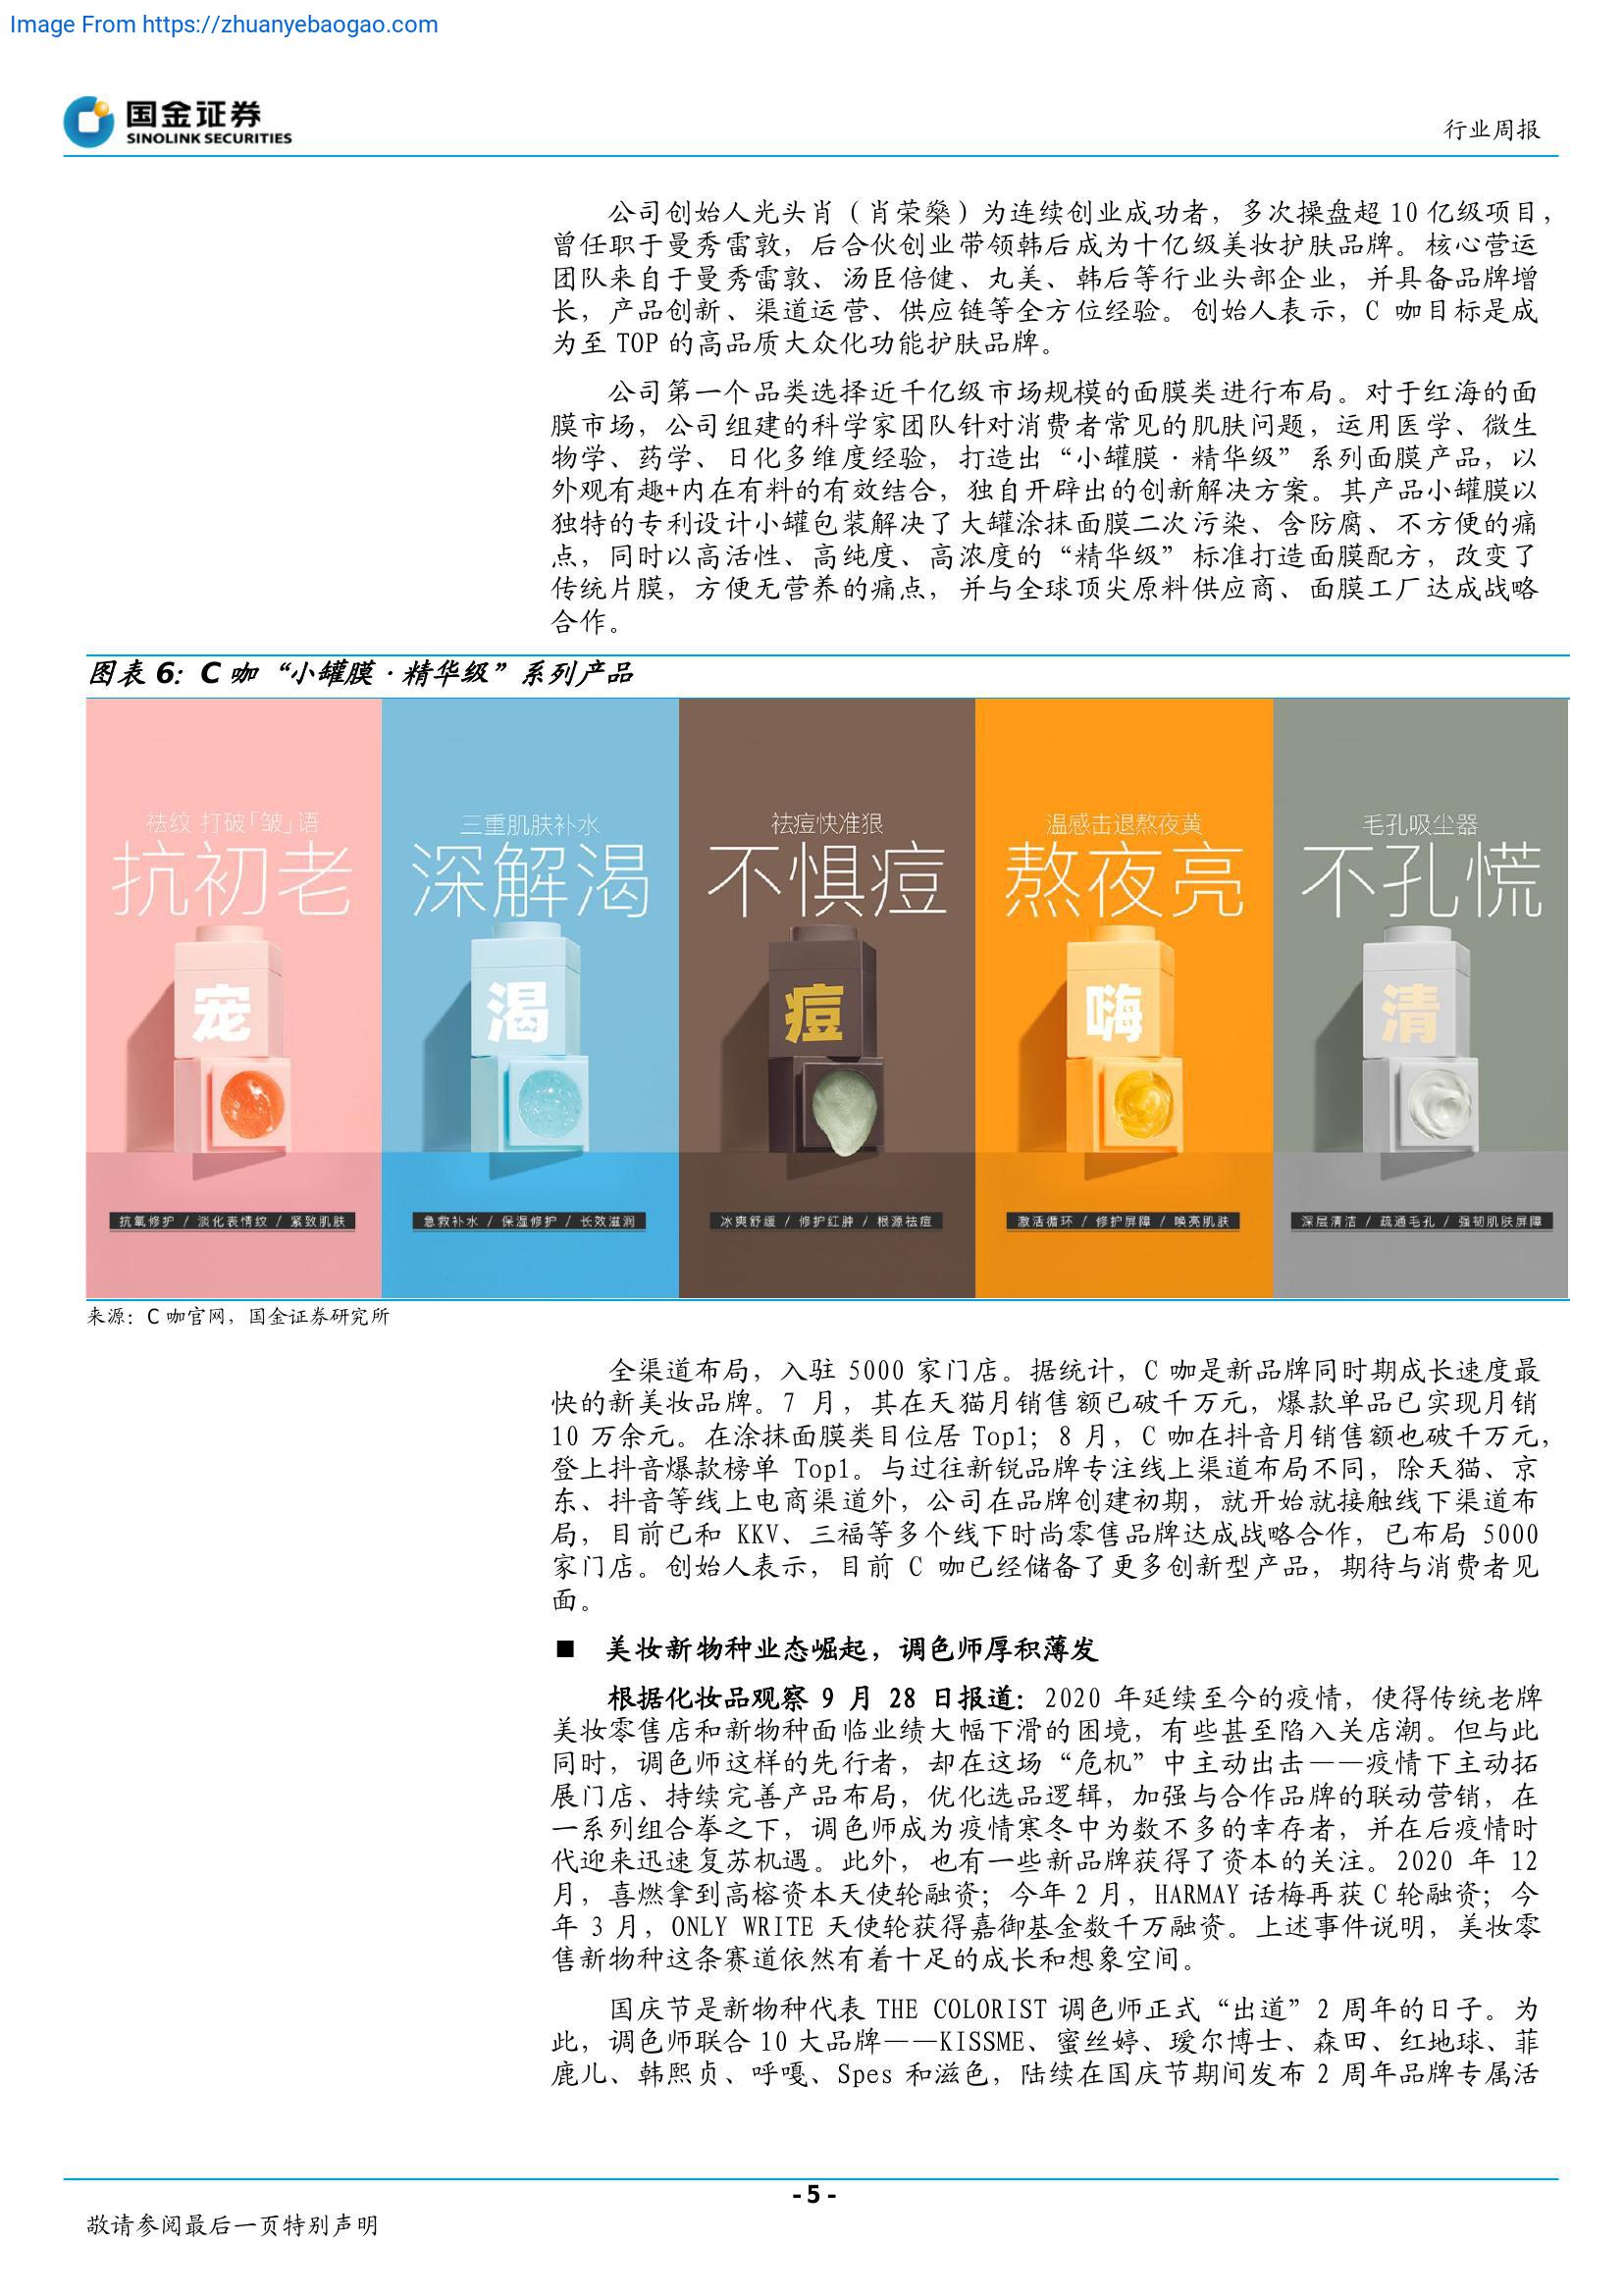 Image From https://zhuanyebaogao.com
国金证券
SINOLINK SECURITIES
行业周报
公司创始人光头肖（肖荣燊）为连续创业成功者，多次操盘超 10 亿级项目，
曾任职于曼秀雷敦，后合伙创业带领韩后成为十亿级美妆护肤品牌。核心营运
团队来自于曼秀雷敦、汤臣倍健、丸美、韩后等行业头部企业，并具备品牌增
长，产品创新、渠道运营、供应链等全方位经验。创始人表示，C 咖目标是成
为至 TOP 的高品质大众化功能护肤品牌。
公司第一个品类选择近千亿级市场规模的面膜类进行布局。对于红海的面
膜市场，公司组建的科学家团队针对消费者常见的肌肤问题，运用医学、微生
物学、药学、日化多维度经验，打造出“小罐膜·精华级”系列面膜产品，以
外观有趣+内在有料的有效结合，独自开辟出的创新解决方案。其产品小罐膜以
独特的专利设计小罐包装解决了大罐涂抹面膜二次污染、含防腐、不方便的痛
点，同时以高活性、高纯度、高浓度的“精华级”标准打造面膜配方，改变了
传统片膜，方便无营养的痛点，并与全球顶尖原料供应商、面膜工厂达成战略
合作。
图表 6：C 咖“小罐膜·精华级”系列产品
祛纹 打破「皱」语
抗初老
宠
抗氧修护 / 淡化表情纹 / 紧致肌肤
三重肌肤补水
深解渴
渴
急救补水 / 保湿修护 / 长效滋润
祛痘快准狠
不惧痘
痘
冰爽舒缓 / 修护红肿 / 根源祛痘
温感击退熬夜黄
熬夜亮
嗨
激活循环 / 修护屏障 / 唤亮肌肤
毛孔吸尘器
不孔慌
清
深层清洁 / 疏通毛孔 / 强韧肌肤屏障
来源：C 咖官网，国金证券研究所
全渠道布局，入驻 5000 家门店。据统计，C 咖是新品牌同时期成长速度最
快的新美妆品牌。7 月，其在天猫月销售额已破千万元，爆款单品已实现月销
10 万余元。在涂抹面膜类目位居 Top1；8 月，C 咖在抖音月销售额也破千万元，
登上抖音爆款榜单 Top1。与过往新锐品牌专注线上渠道布局不同，除天猫、京
东、抖音等线上电商渠道外，公司在品牌创建初期，就开始就接触线下渠道布
局，目前已和 KKV、三福等多个线下时尚零售品牌达成战略合作，已布局 5000
家门店。创始人表示，目前 C 咖已经储备了更多创新型产品，期待与消费者见
面。
■ 美妆新物种业态崛起，调色师厚积薄发
根据化妆品观察 9 月 28 日报道：2020 年延续至今的疫情，使得传统老牌
美妆零售店和新物种面临业绩大幅下滑的困境，有些甚至陷入关店潮。但与此
同时，调色师这样的先行者，却在这场“危机”中主动出击——疫情下主动拓
展门店、持续完善产品布局，优化选品逻辑，加强与合作品牌的联动营销，在
一系列组合拳之下，调色师成为疫情寒冬中为数不多的幸存者，并在后疫情时
代迎来迅速复苏机遇。此外，也有一些新品牌获得了资本的关注。2020 年 12
月，喜燃拿到高榕资本天使轮融资；今年 2 月，HARMAY 话梅再获 C 轮融资；今
年 3 月，ONLY WRITE 天使轮获得嘉御基金数千万融资。上述事件说明，美妆零
售新物种这条赛道依然有着十足的成长和想象空间。
国庆节是新物种代表 THE COLORIST 调色师正式“出道”2 周年的日子。为
此，调色师联合 10 大品牌——KISSME、蜜丝婷、瑷尔博士、森田、红地球、菲
鹿儿、韩熙贞、呼嘎、Spes 和滋色，陆续在国庆节期间发布 2 周年品牌专属活
- 5 -
敬请参阅最后一页特别声明